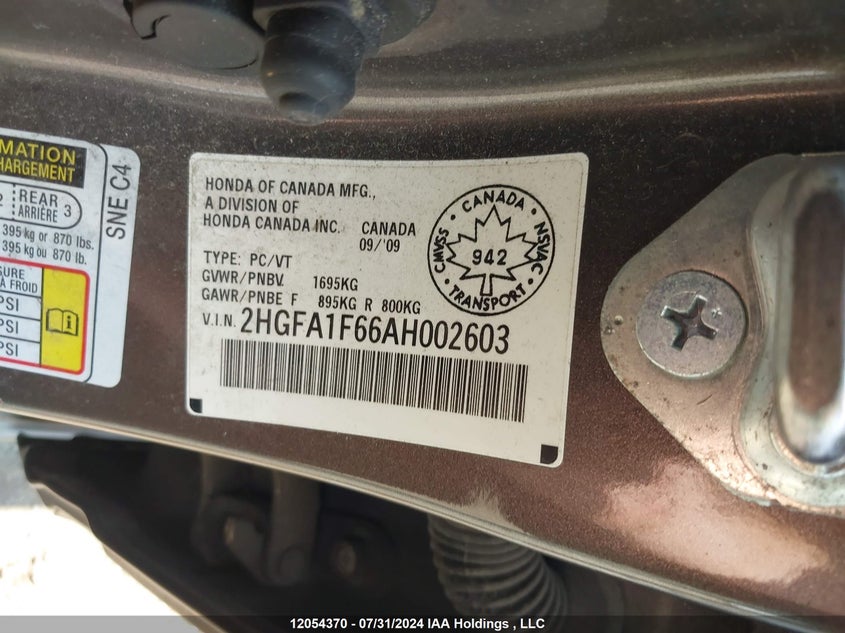 MATION
CHARGEMENT
2 REAR 3
ARRIÈRE
395 kg or 870 lbs.
395 kg ou 870 lb.
SURE
À FROID
PSI
PSI
PSI
SNE C4
HONDA OF CANADA MFG.,
A DIVISION OF
HONDA CANADA INC. CANADA
09/'09
TYPE: PC/VT
GVWR/PNBV 1695KG
GAWR/PNBE F 895KG R 800KG
V.I.N. 2HGFA1F66AH002603
CANADA
CMVSS NSVAC
942
TRANSPORT
12054370 - 07/31/2024 IAA Holdings , LLC